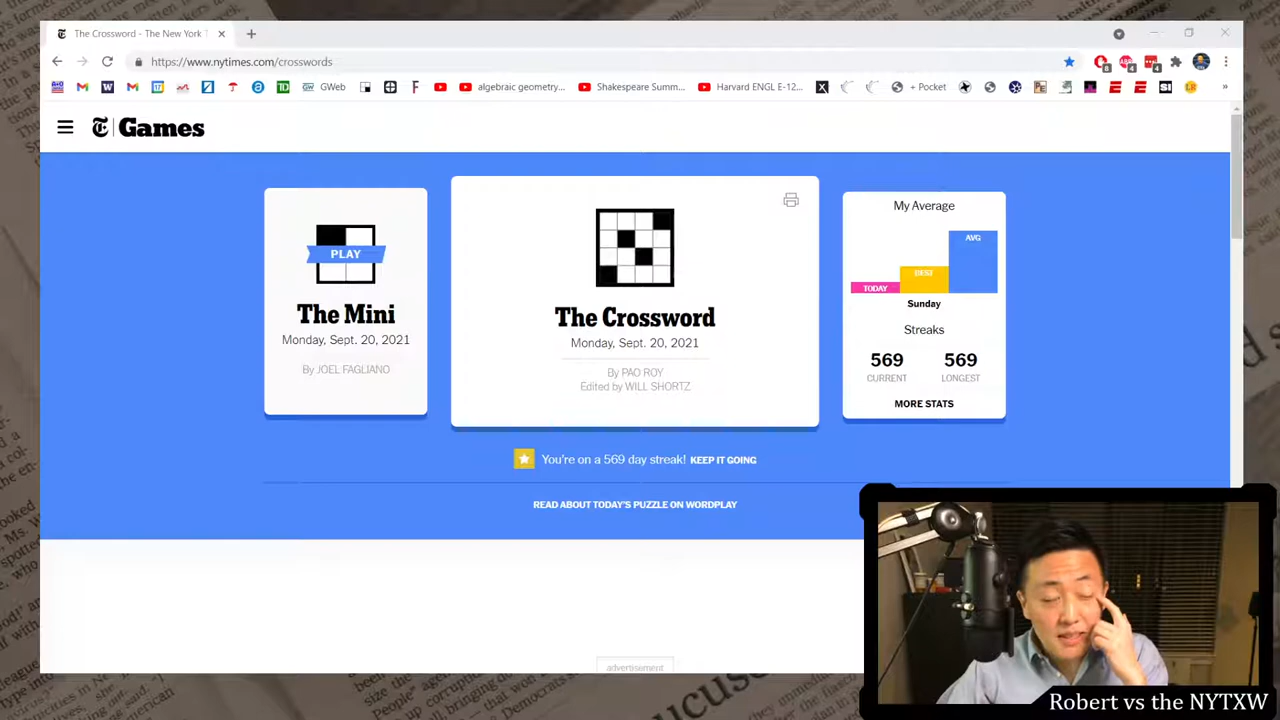 The Crossword - The New York T
https://www.nytimes.com/crosswords
GWeb
algebraic geometry...
Shakespeare Summ...
Harvard ENGL E-12...
+ Pocket
Games
PLAY
The Mini
Monday, Sept. 20, 2021
By JOEL FAGLIANO
The Crossword
Monday, Sept. 20, 2021
By PAO ROY
Edited by WILL SHORTZ
My Average
AVG
BEST
TODAY
Sunday
Streaks
569 569
CURRENT LONGEST
MORE STATS
You're on a 569 day streak! KEEP IT GOING
READ ABOUT TODAY'S PUZZLE ON WORDPLAY
advertisement
Robert vs the NYTXW